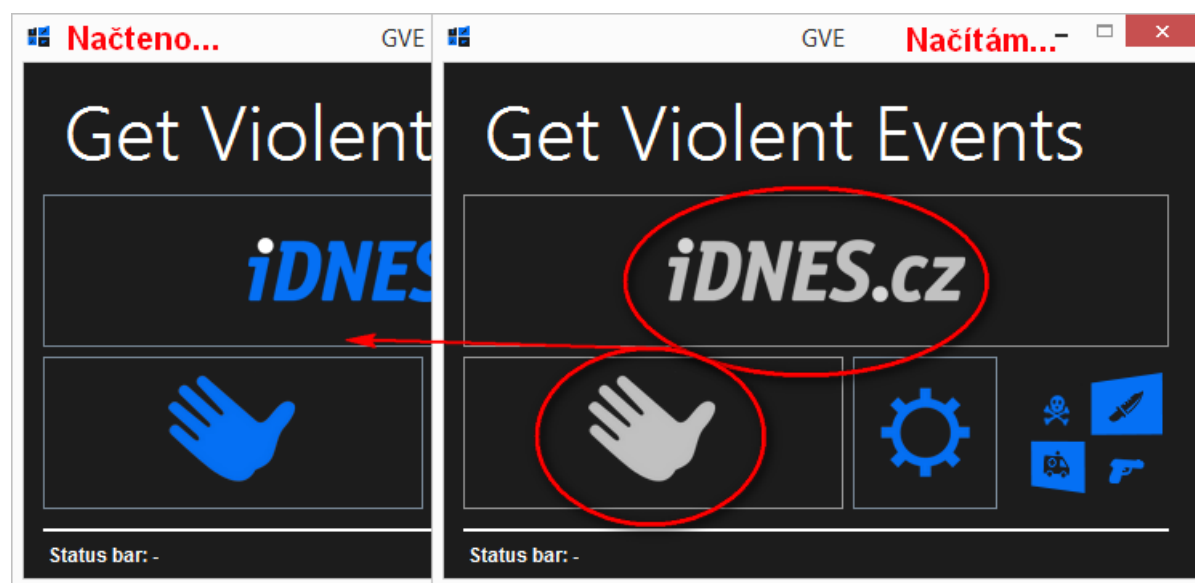 Načteno...
GVE
Get Violent
iDNES
Status bar: -
GVE
Načítám...
Get Violent Events
iDNES.cz
Status bar: -